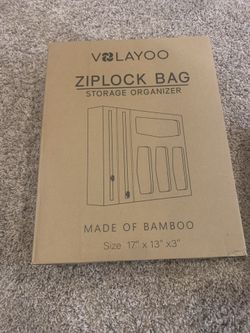 VOLAYOO
ZIPLOCK BAG
STORAGE ORGANIZER
MADE OF BAMBOO
Size 17" x 13" x3"